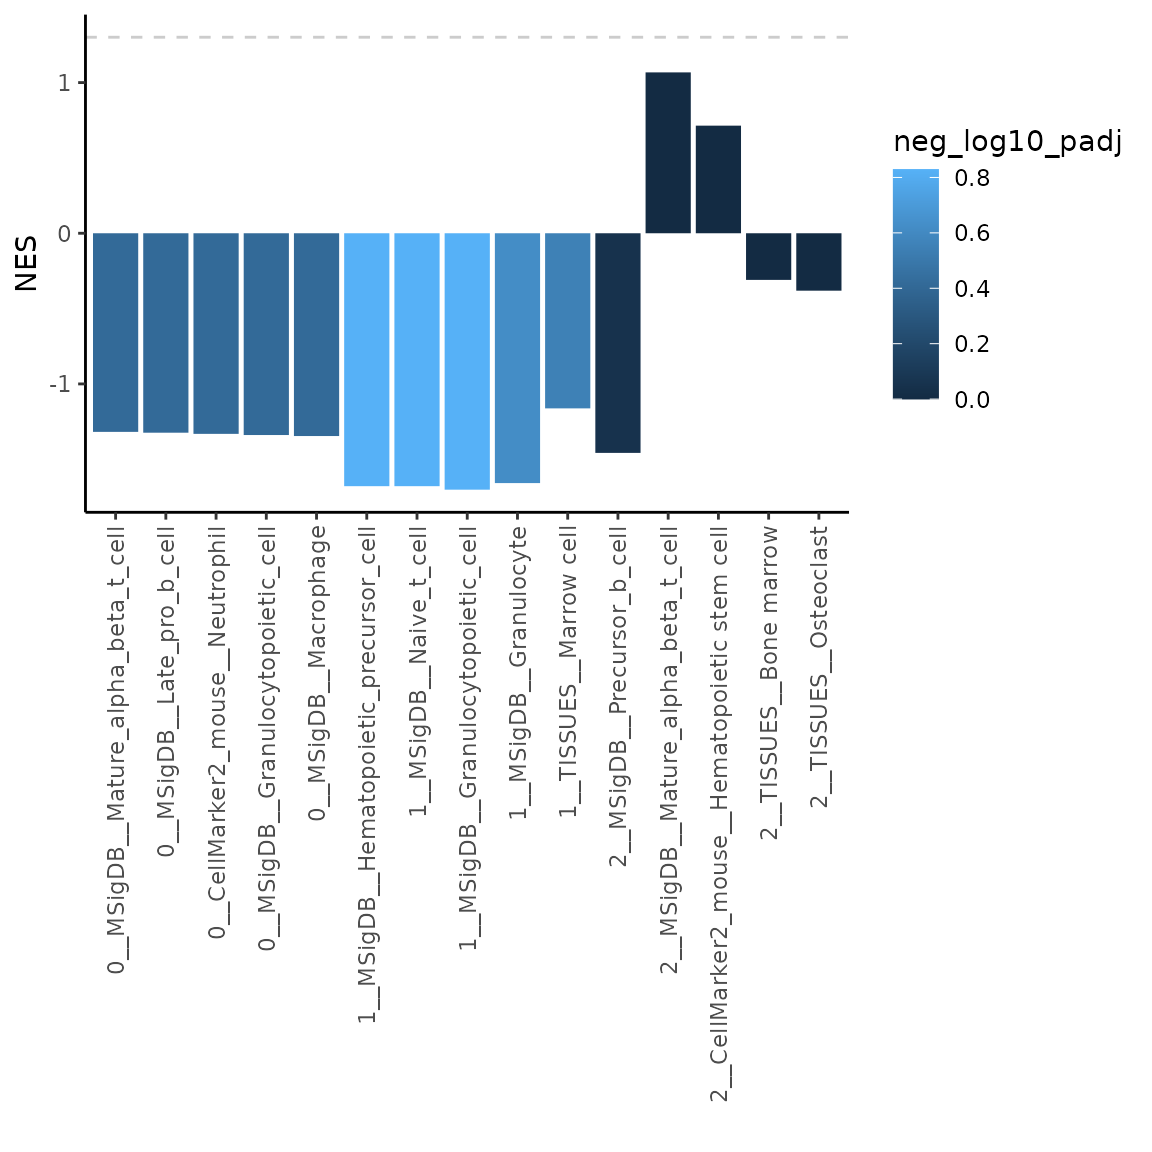 NES
1
0
-1
0__MSigDB__Mature_alpha_beta_t_cell
0__MSigDB__Late_pro_b_cell
0__CellMarker2_mouse__Neutrophil
0__MSigDB__Granulocytopoietic_cell
0__MSigDB__Macrophage
1__MSigDB__Hematopoietic_precursor_cell
1__MSigDB__Naive_t_cell
1__MSigDB__Granulocytopoietic_cell
1__MSigDB__Granulocyte
1__TISSUES__Marrow cell
2__MSigDB__Precursor_b_cell
2__MSigDB__Mature_alpha_beta_t_cell
2__CellMarker2_mouse__Hematopoietic stem cell
2__TISSUES__Bone marrow
2__TISSUES__Osteoclast
neg_log10_padj
0.8
0.6
0.4
0.2
0.0